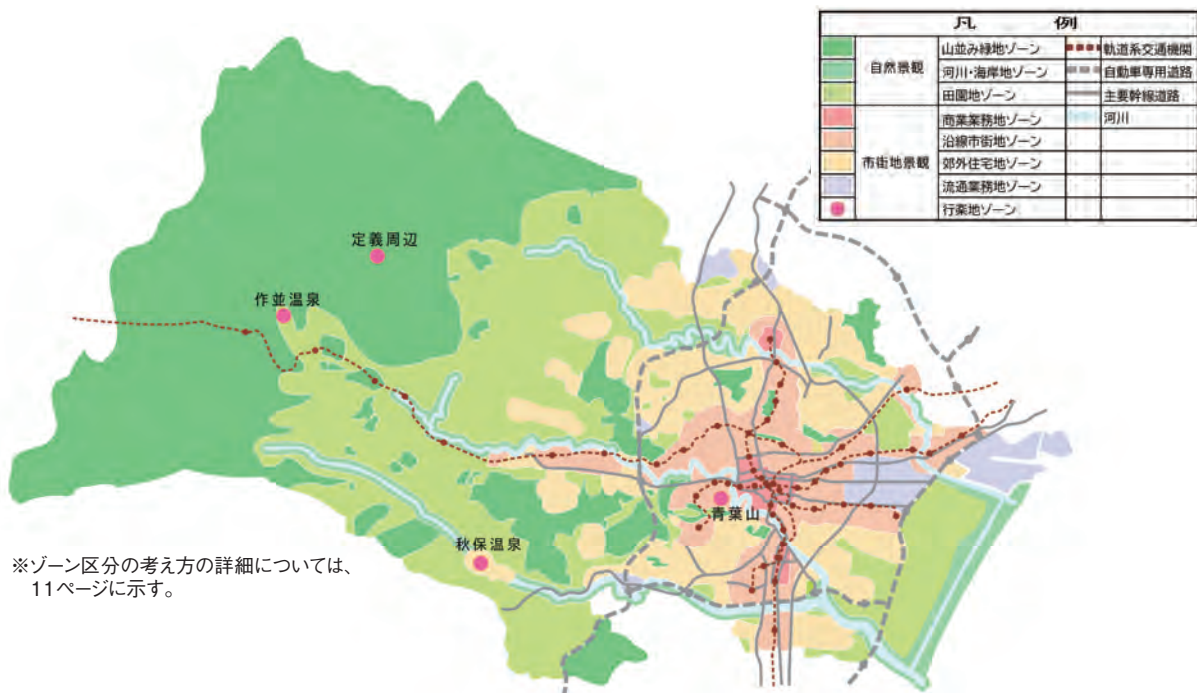 凡例
自然景観
山並み緑地ゾーン
軌道系交通機関
河川・海岸地ゾーン
自動車専用道路
田園地ゾーン
主要幹線道路
市街地景観
商業業務地ゾーン
河川
沿線市街地ゾーン
郊外住宅地ゾーン
流通業務地ゾーン
行楽地ゾーン
定義周辺
作並温泉
青葉山
秋保温泉
※ゾーン区分の考え方の詳細については、
11ページに示す。